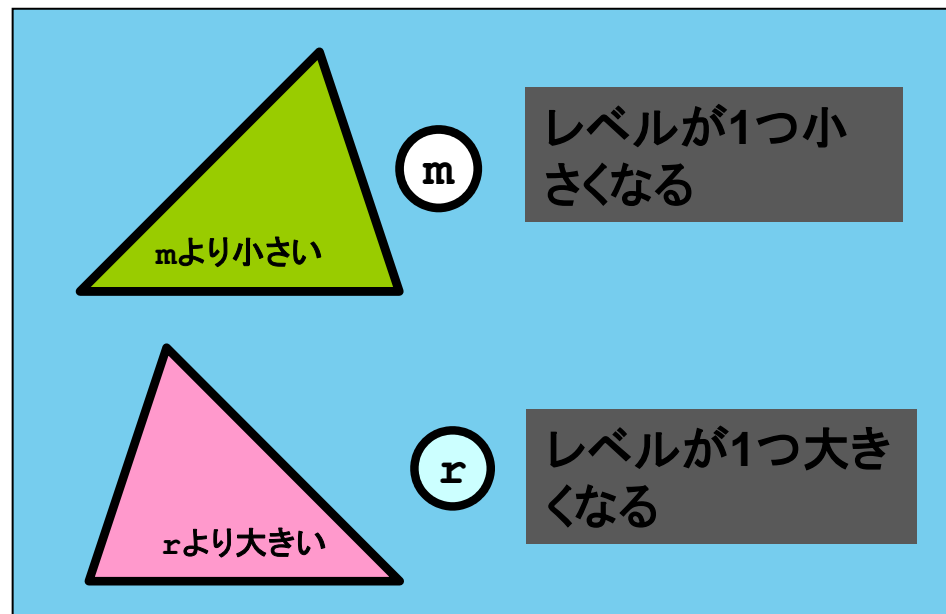 レベルが1つ小
さくなる
m
mより小さい
レベルが1つ大き
くなる
r
rより大きい